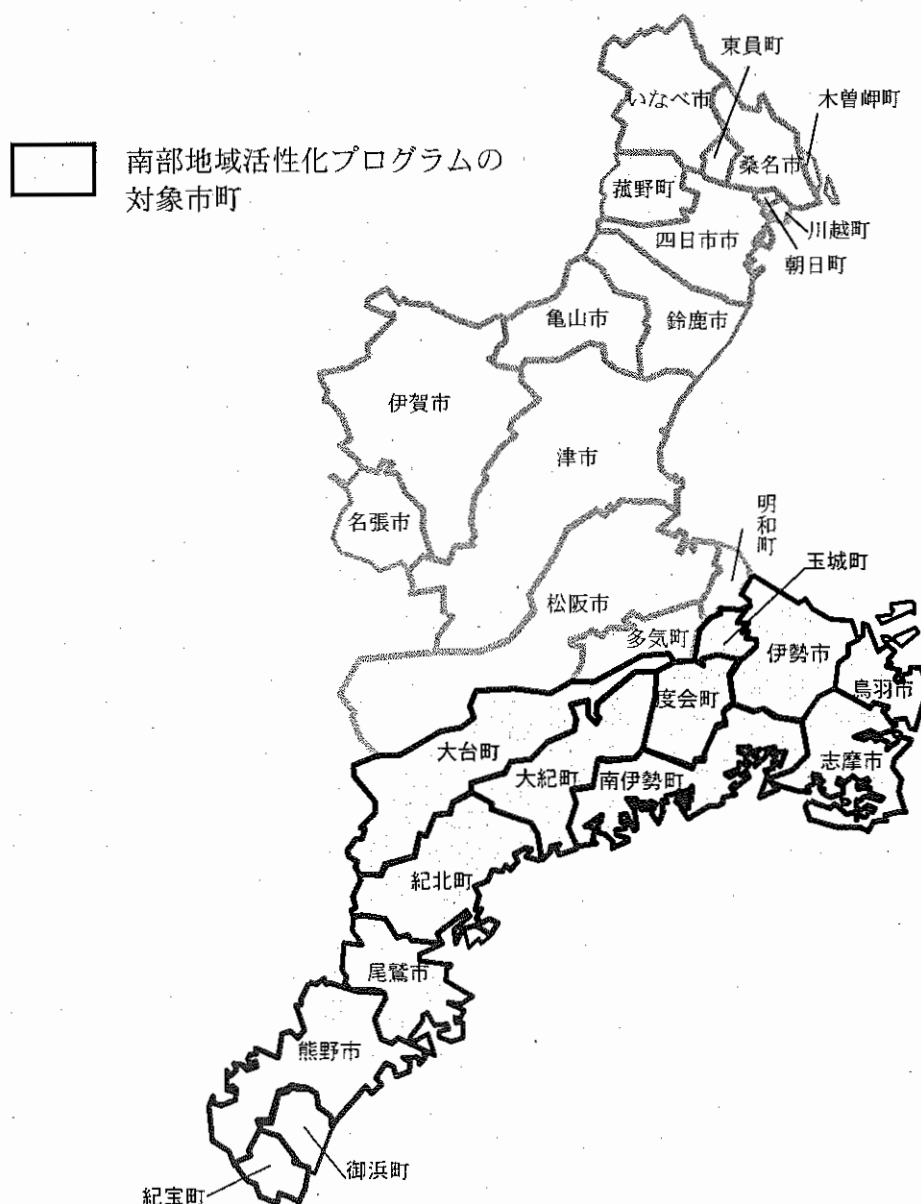 南部地域活性化プログラムの
対象市町
東員町
いなべ市
木曽岬町
桑名市
菰野町
川越町
四日市市
朝日町
亀山市
鈴鹿市
伊賀市
津市
名張市
明和町
玉城町
松阪市
多気町
伊勢市
鳥羽市
度会町
大台町
志摩市
大紀町
南伊勢町
紀北町
尾鷲市
熊野市
御浜町
紀宝町